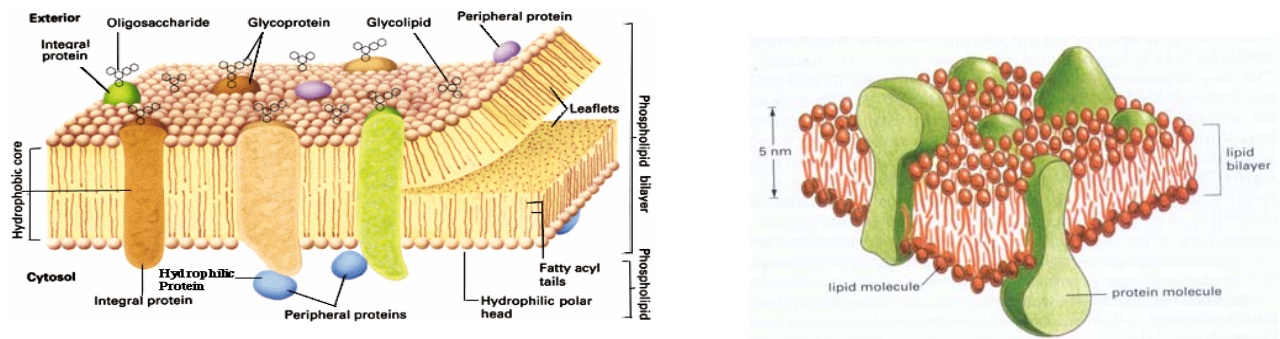 Exterior
Oligosaccharide
Glycoprotein
Glycolipid
Peripheral protein
Integral
protein
Leaflets
Hydrophobic core
Phospholipid bilayer
Cytosol
Hydrophilic
Protein
Integral protein
Peripheral proteins
Fatty acyl
tails
Hydrophilic polar
head
Phospholipid
5 nm
lipid
bilayer
lipid molecule
protein molecule